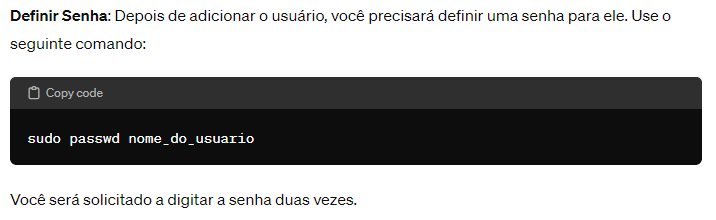 Definir Senha: Depois de adicionar o usuário, você precisará definir uma senha para ele. Use o
seguinte comando:
Copy code
sudo passwd nome_do_usuario
Você será solicitado a digitar a senha duas vezes.